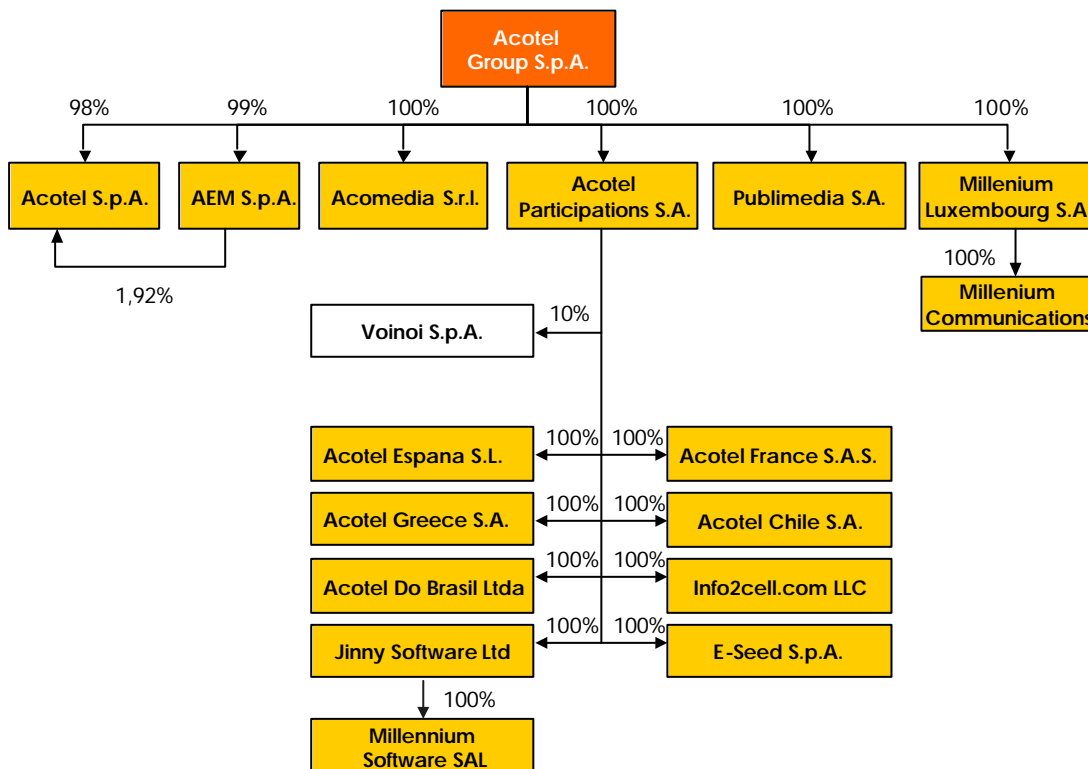 Acotel
Group S.p.A.
98%
99%
100%
100%
100%
100%
Acotel S.p.A.
AEM S.p.A.
Acomedia S.r.l.
Acotel
Participations S.A.
Publimedia S.A.
Millenium
Luxembourg S.A.
1,92%
100%
Millenium
Communications
10%
Voinoi S.p.A.
100%
100%
Acotel Espana S.L.
Acotel France S.A.S.
100%
100%
Acotel Greece S.A.
Acotel Chile S.A.
100%
100%
Acotel Do Brasil Ltda
Info2cell.com LLC
100%
100%
Jinny Software Ltd
E-Seed S.p.A.
100%
Millennium
Software SAL